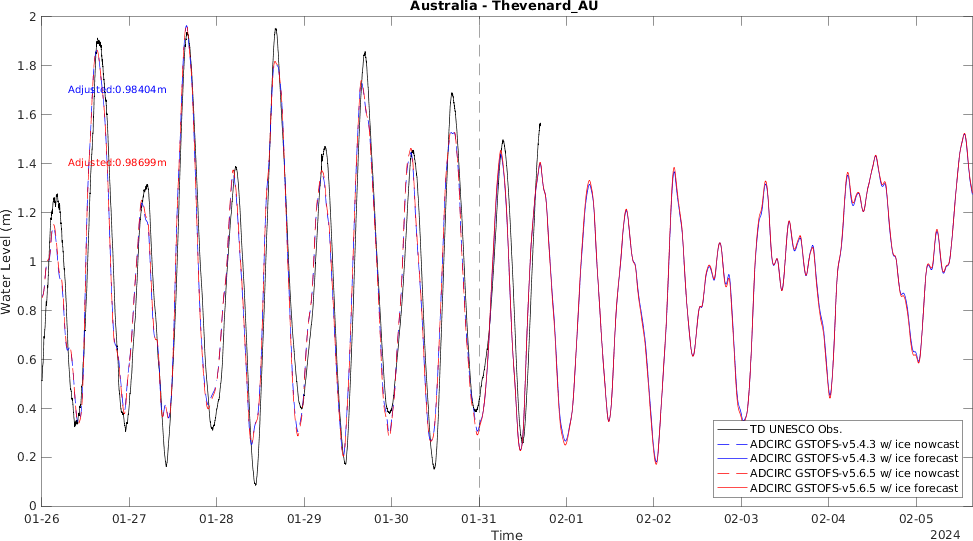 Australia - Thevenard_AU
Water Level (m)
2
1.8
1.6
1.4
1.2
1
0.8
0.6
0.4
0.2
0
Adjusted:0.98404m
Adjusted:0.98699m
TD UNESCO Obs.
ADCIRC GSTOFS-v5.4.3 w/ ice nowcast
ADCIRC GSTOFS-v5.4.3 w/ ice forecast
ADCIRC GSTOFS-v5.6.5 w/ ice nowcast
ADCIRC GSTOFS-v5.6.5 w/ ice forecast
01-26 01-27 01-28 01-29 01-30 01-31 02-01 02-02 02-03 02-04 02-05
Time
2024